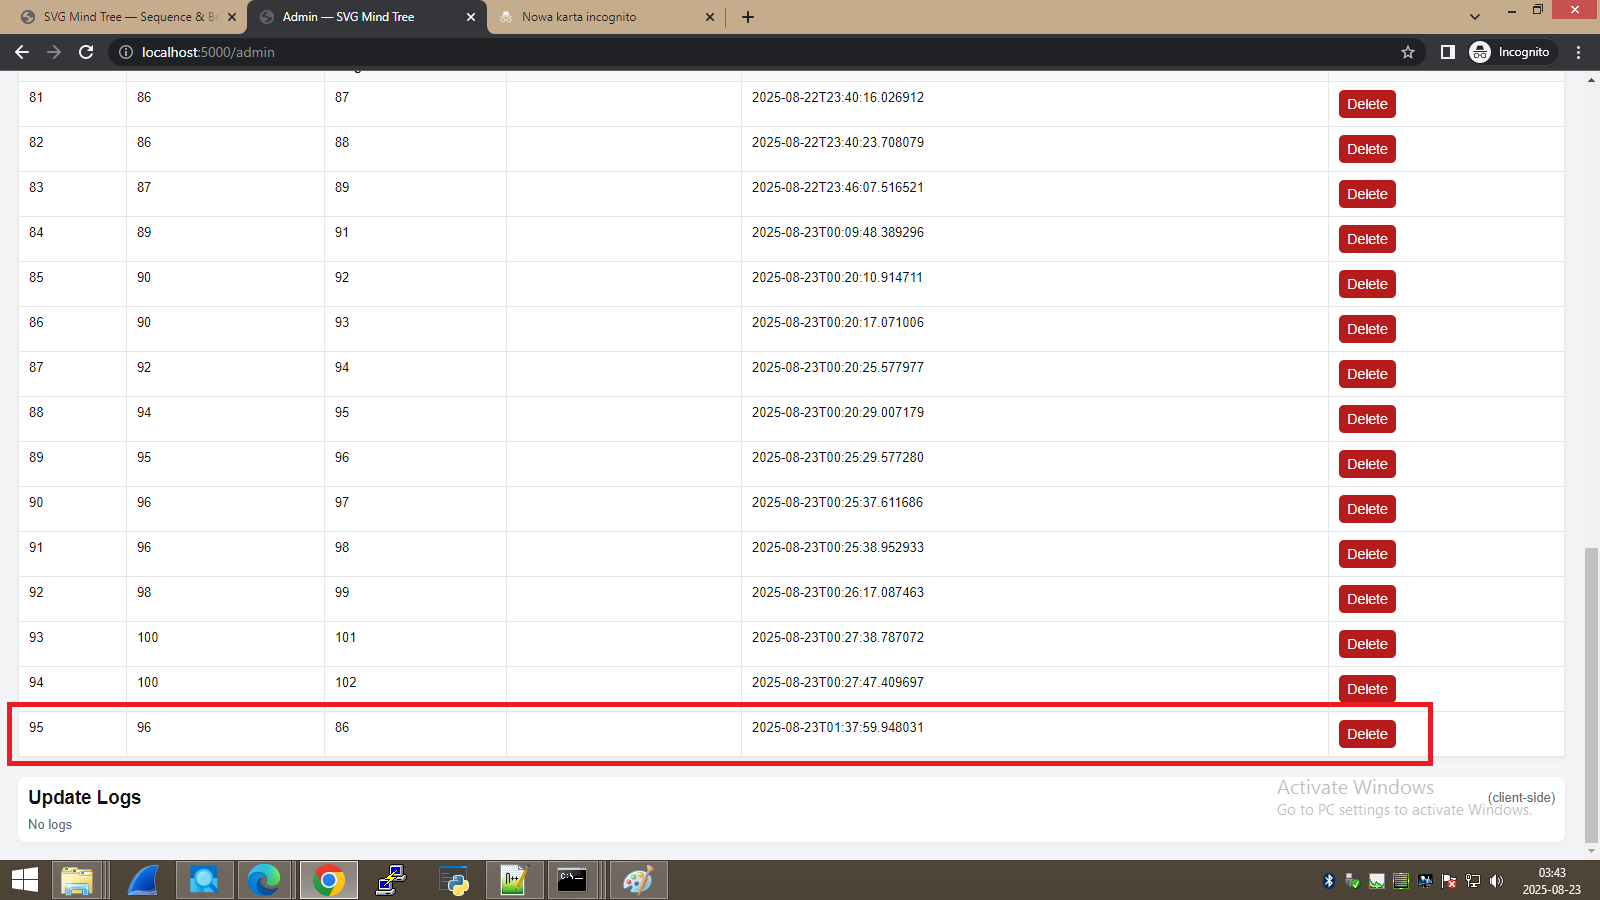 SVG Mind Tree — Sequence & Br
Admin — SVG Mind Tree
Nowa karta incognito
localhost:5000/admin
Incognito
81 86 87 2025-08-22T23:40:16.026912 Delete
82 86 88 2025-08-22T23:40:23.708079 Delete
83 87 89 2025-08-22T23:46:07.516521 Delete
84 89 91 2025-08-23T00:09:48.389296 Delete
85 90 92 2025-08-23T00:20:10.914711 Delete
86 90 93 2025-08-23T00:20:17.071006 Delete
87 92 94 2025-08-23T00:20:25.577977 Delete
88 94 95 2025-08-23T00:20:29.007179 Delete
89 95 96 2025-08-23T00:25:29.577280 Delete
90 96 97 2025-08-23T00:25:37.611686 Delete
91 96 98 2025-08-23T00:25:38.952933 Delete
92 98 99 2025-08-23T00:26:17.087463 Delete
93 100 101 2025-08-23T00:27:38.787072 Delete
94 100 102 2025-08-23T00:27:47.409697 Delete
95 96 86 2025-08-23T01:37:59.948031 Delete
Update Logs
(client-side)
No logs
Activate Windows
Go to PC settings to activate Windows.
C:\—
03:43
2025-08-23